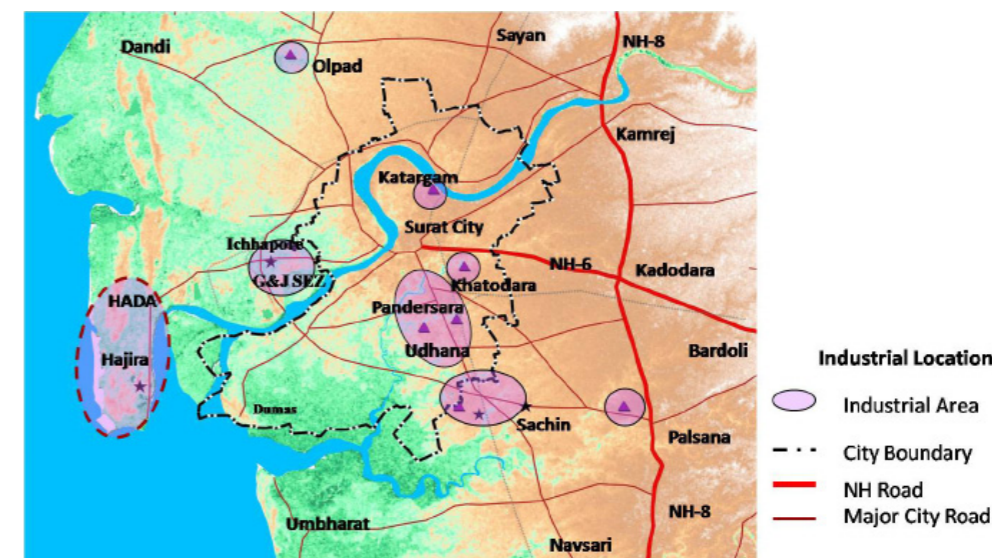 Dandi
Sayan
NH-8
Olpad
Kamrej
Katargam
Surat City
Ichhapore
NH-6
Kadodara
G&J SEZ
Khatodara
HADA
Pandersara
Udhana
Bardoli
Hajira
Dumas
Sachin
Palsana
NH-8
Umbharat
Navsari
Industrial Location
Industrial Area
City Boundary
NH Road
Major City Road